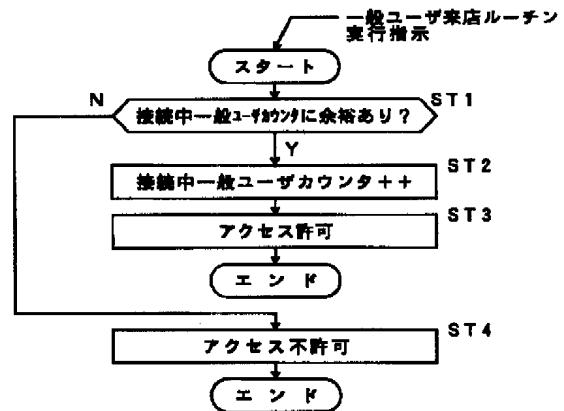 一般ユーザ来店ルーチン
実行指示
スタート
N
ST1
接続中一般ユーザカウンタに余裕あり？
Y
ST2
接続中一般ユーザカウンタ＋＋
ST3
アクセス許可
エンド
ST4
アクセス不許可
エンド